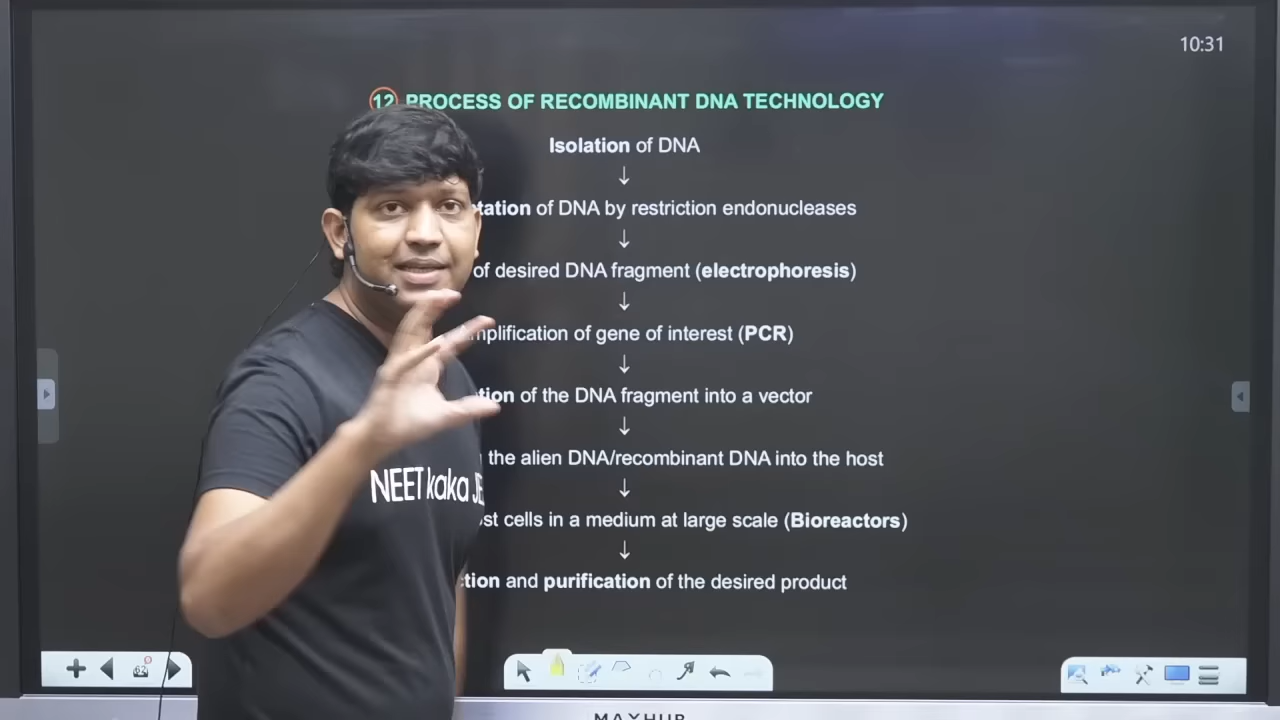 10:31
12 PROCESS OF RECOMBINANT DNA TECHNOLOGY
Isolation of DNA
↓
tation of DNA by restriction endonucleases
↓
of desired DNA fragment (electrophoresis)
↓
mplification of gene of interest (PCR)
↓
tion of the DNA fragment into a vector
↓
the alien DNA/recombinant DNA into the host
↓
st cells in a medium at large scale (Bioreactors)
↓
ction and purification of the desired product
NEET kaka JE
62
MAXHUB